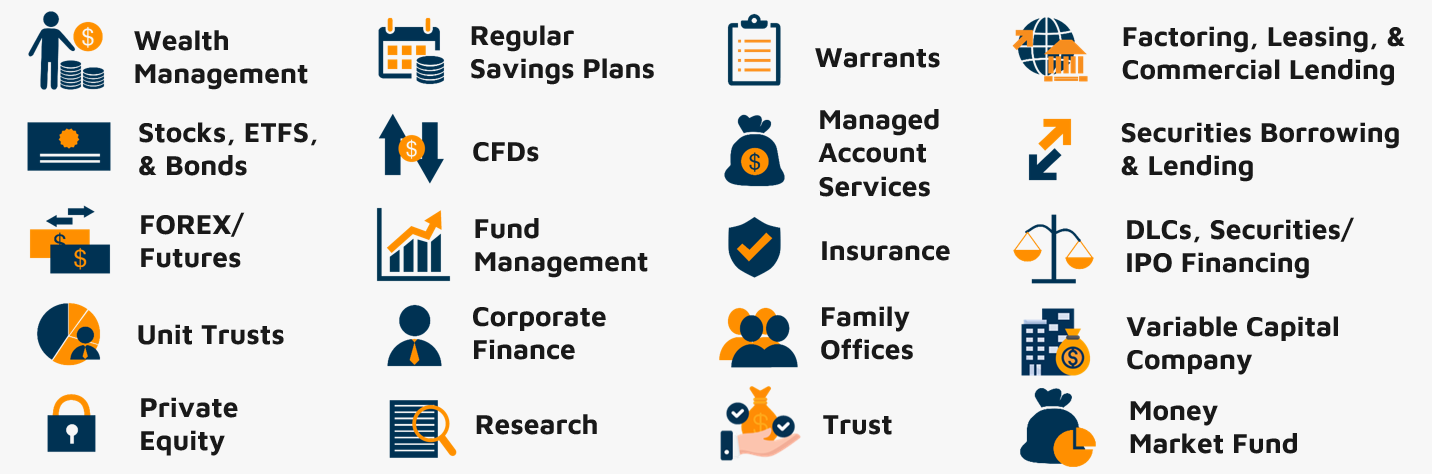 Wealth
Management
Regular
Savings Plans
Warrants
Factoring, Leasing, &
Commercial Lending
Stocks, ETFS,
& Bonds
CFDs
Managed
Account
Services
Securities Borrowing
& Lending
FOREX/
Futures
Fund
Management
Insurance
DLCs, Securities/
IPO Financing
Unit Trusts
Corporate
Finance
Family
Offices
Variable Capital
Company
Private
Equity
Research
Trust
Money
Market Fund